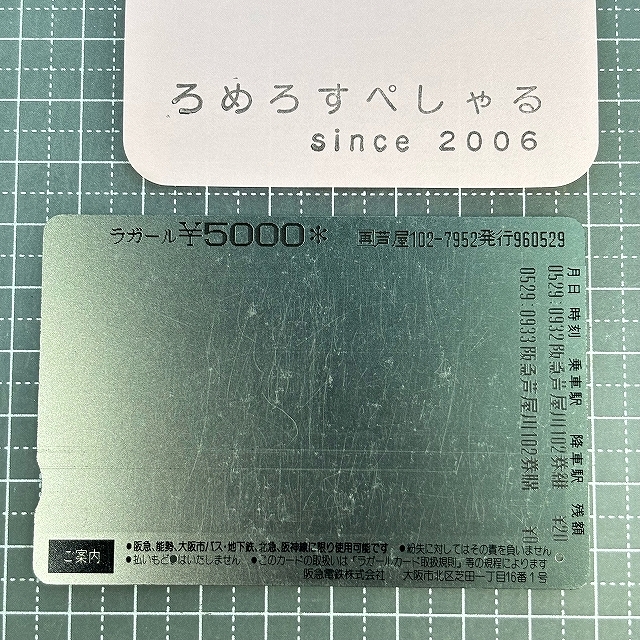 ろめろすぺしゃる
since 2006
ラガール¥5000* 再芦屋102-7952発行960529
月日 時刻 乗車駅 降車駅 残額
0529:0932阪急芦屋川102券
0529:0933阪急芦屋川102券 ¥0
ご案内
●阪急、能勢、大阪市バス・地下鉄、北急、阪神線に限り使用可能です ●紛失に対してはその責を負いません
●払いもどしはいたしません ●このカードの取扱いは「ラガールカード取扱規則」等の規程によります
阪急電鉄株式会社 大阪市北区芝田一丁目16番1号